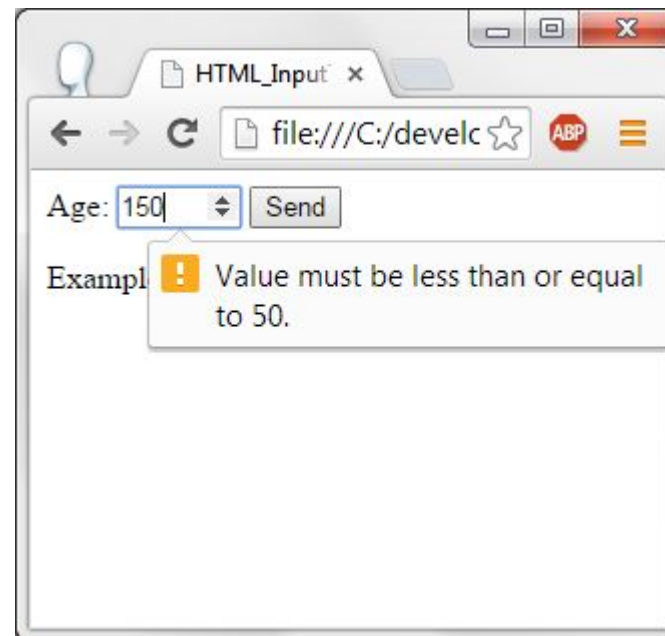 HTML_Input
file:///C:/develc
ABP
Age: 150 Send
Exampl
Value must be less than or equal
to 50.